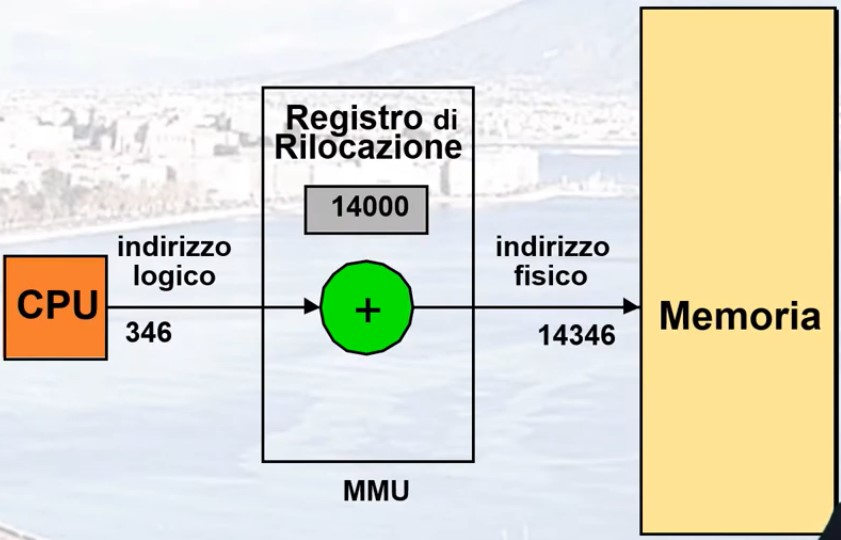 Registro di
Rilocazione
14000
indirizzo
logico
indirizzo
fisico
CPU
+
Memoria
346
14346
MMU